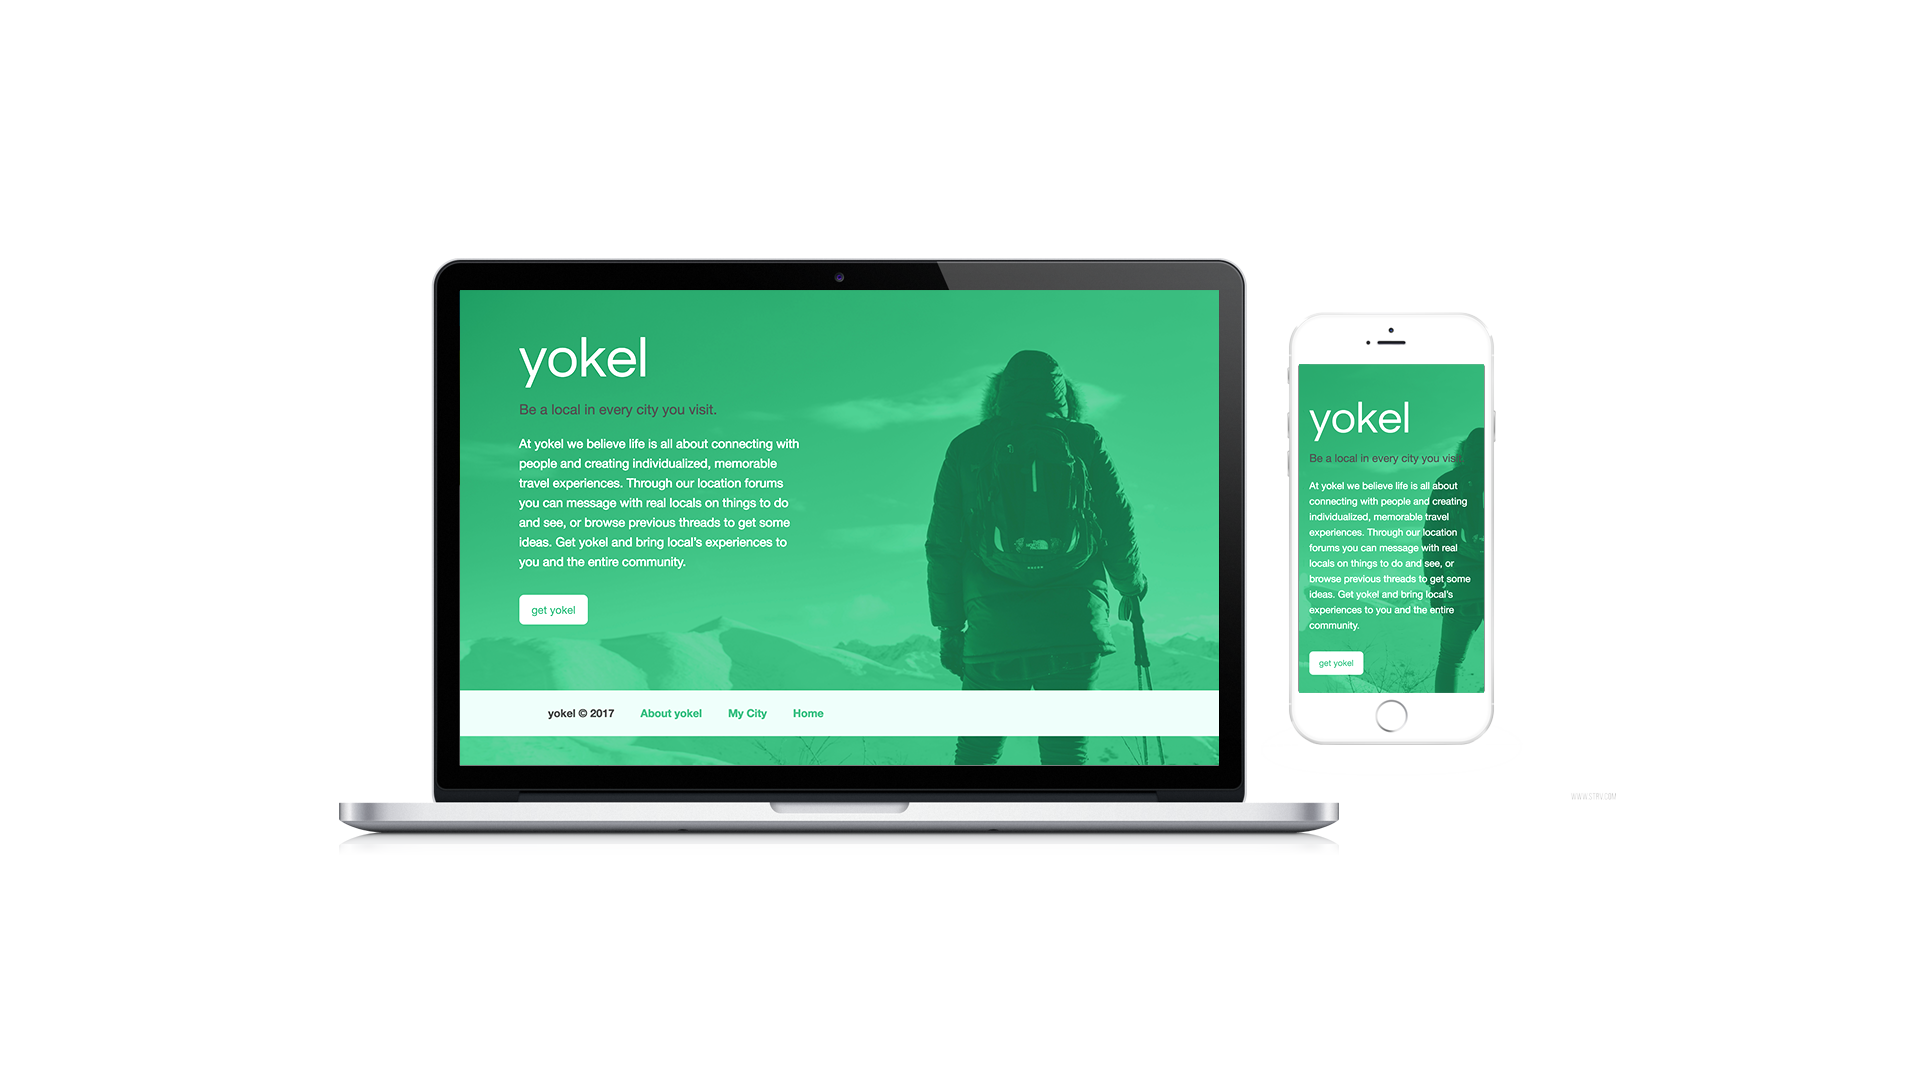 yokel
Be a local in every city you visit.
At yokel we believe life is all about connecting with
people and creating individualized, memorable
travel experiences. Through our location forums
you can message with real locals on things to do
and see, or browse previous threads to get some
ideas. Get yokel and bring local's experiences to
you and the entire community.
get yokel
yokel © 2017 About yokel My City Home
yokel
Be a local in every city you visit.
At yokel we believe life is all about
connecting with people and creating
individualized, memorable travel
experiences. Through our location
forums you can message with real
locals on things to do and see, or
browse previous threads to get some
ideas. Get yokel and bring local's
experiences to you and the entire
community.
get yokel
WWW.STRV.COM